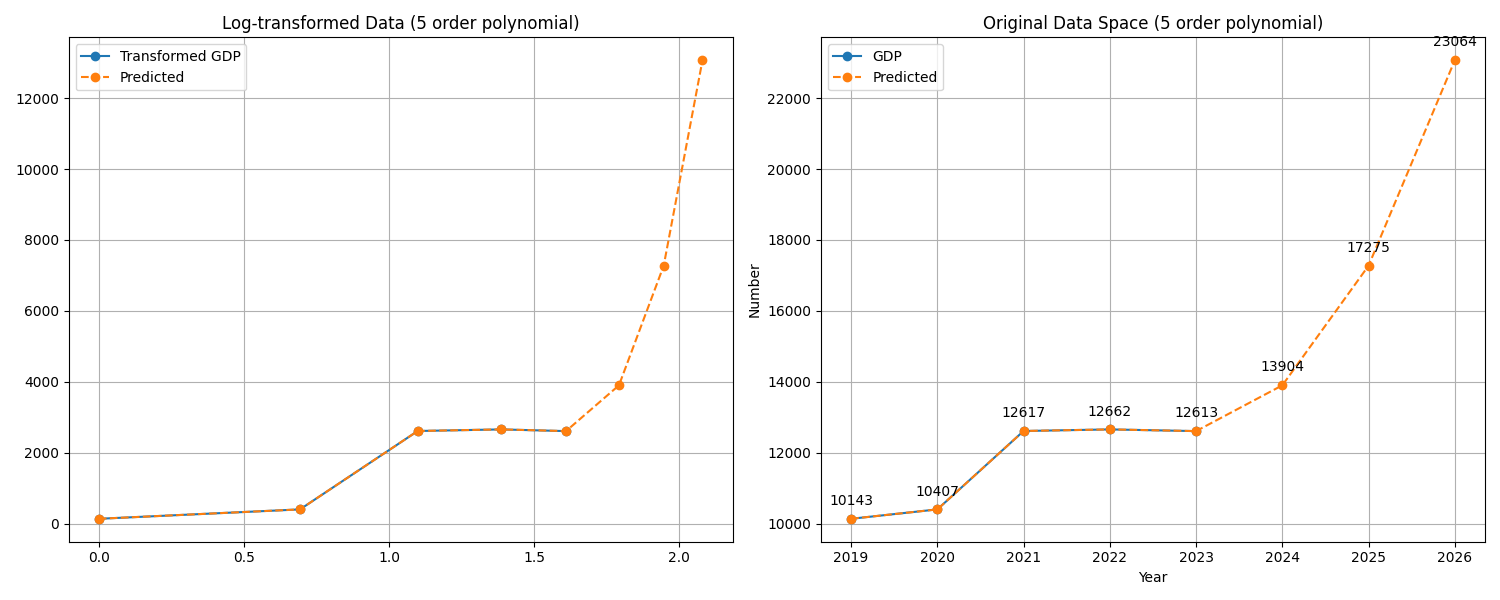 Log-transformed Data (5 order polynomial)
Transformed GDP
Predicted
12000
10000
8000
6000
4000
2000
0
0.0 0.5 1.0 1.5 2.0
Original Data Space (5 order polynomial)
GDP
Predicted
Number
22000
20000
18000
16000
14000
12000
10000
10143 10407 12617 12662 12613 13904 17275 23064
2019 2020 2021 2022 2023 2024 2025 2026
Year